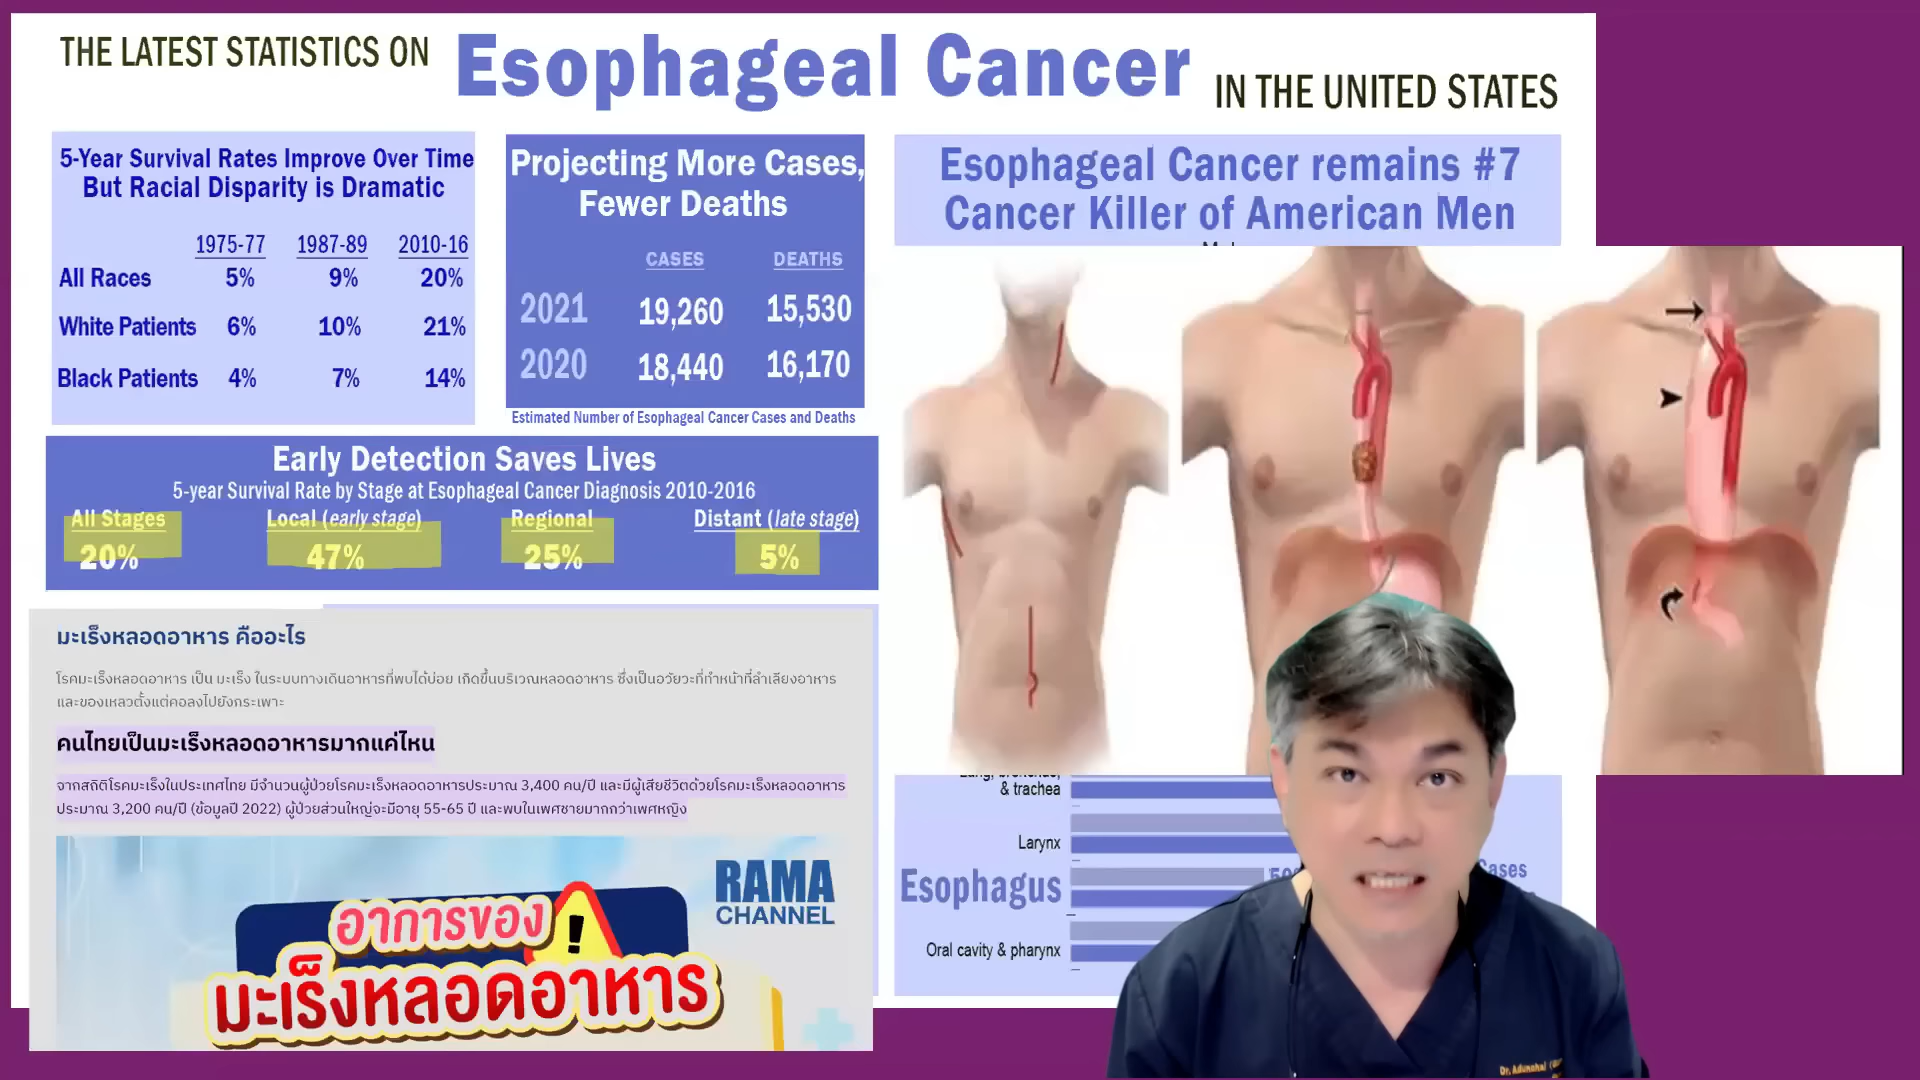 THE LATEST STATISTICS ON Esophageal Cancer IN THE UNITED STATES
5-Year Survival Rates Improve Over Time
But Racial Disparity is Dramatic
1975-77 1987-89 2010-16
All Races 5% 9% 20%
White Patients 6% 10% 21%
Black Patients 4% 7% 14%
Projecting More Cases,
Fewer Deaths
CASES DEATHS
2021 19,260 15,530
2020 18,440 16,170
Estimated Number of Esophageal Cancer Cases and Deaths
Esophageal Cancer remains #7
Cancer Killer of American Men
Early Detection Saves Lives
5-year Survival Rate by Stage at Esophageal Cancer Diagnosis 2010-2016
All Stages Local (early stage) Regional Distant (late stage)
20% 47% 25% 5%
มะเร็งหลอดอาหาร คืออะไร
โรคมะเร็งหลอดอาหาร เป็น มะเร็ง ในระบบทางเดินอาหารที่พบได้บ่อย เกิดขึ้นบริเวณหลอดอาหาร ซึ่งเป็นอวัยวะที่ทำหน้าที่ลำเลียงอาหาร
และของเหลวตั้งแต่คอลงไปยังกระเพาะ
คนไทยเป็นมะเร็งหลอดอาหารมากแค่ไหน
จากสถิติโรคมะเร็งในประเทศไทย มีจำนวนผู้ป่วยโรคมะเร็งหลอดอาหารประมาณ 3,400 คน/ปี และมีผู้เสียชีวิตด้วยโรคมะเร็งหลอดอาหาร
ประมาณ 3,200 คน/ปี (ข้อมูลปี 2022) ผู้ป่วยส่วนใหญ่จะมีอายุ 55-65 ปี และพบในเพศชายมากกว่าเพศหญิง
RAMA
CHANNEL
อาการของ
!
มะเร็งหลอดอาหาร
Lung, bronchus,
& trachea
Larynx
Esophagus
Cases
Oral cavity & pharynx